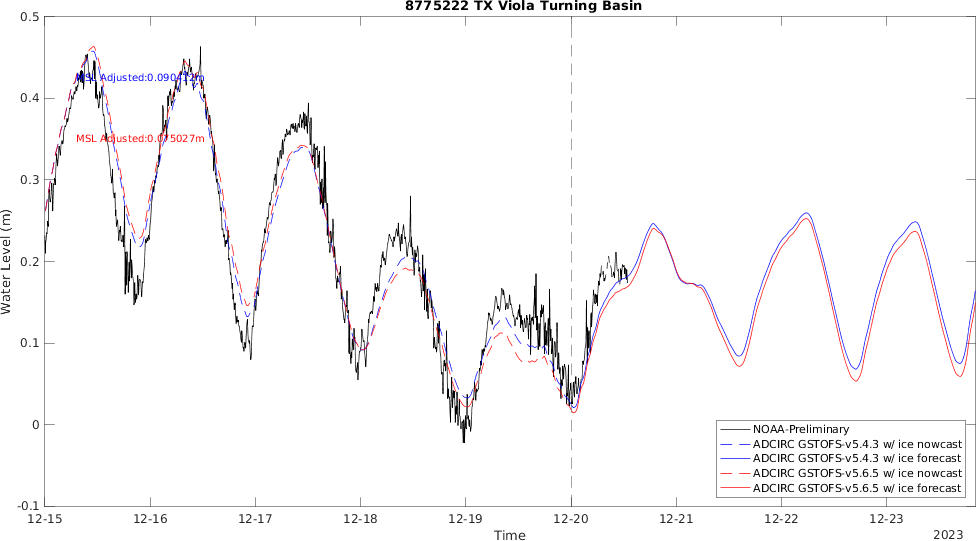 8775222 TX Viola Turning Basin
0.5
MSL Adjusted:0.090412m
0.4
MSL Adjusted:0.075027m
0.3
0.2
Water Level (m)
0.1
0
-0.1
NOAA-Preliminary
ADCIRC GSTOFS-v5.4.3 w/ ice nowcast
ADCIRC GSTOFS-v5.4.3 w/ ice forecast
ADCIRC GSTOFS-v5.6.5 w/ ice nowcast
ADCIRC GSTOFS-v5.6.5 w/ ice forecast
12-15 12-16 12-17 12-18 12-19 12-20 12-21 12-22 12-23
Time
2023